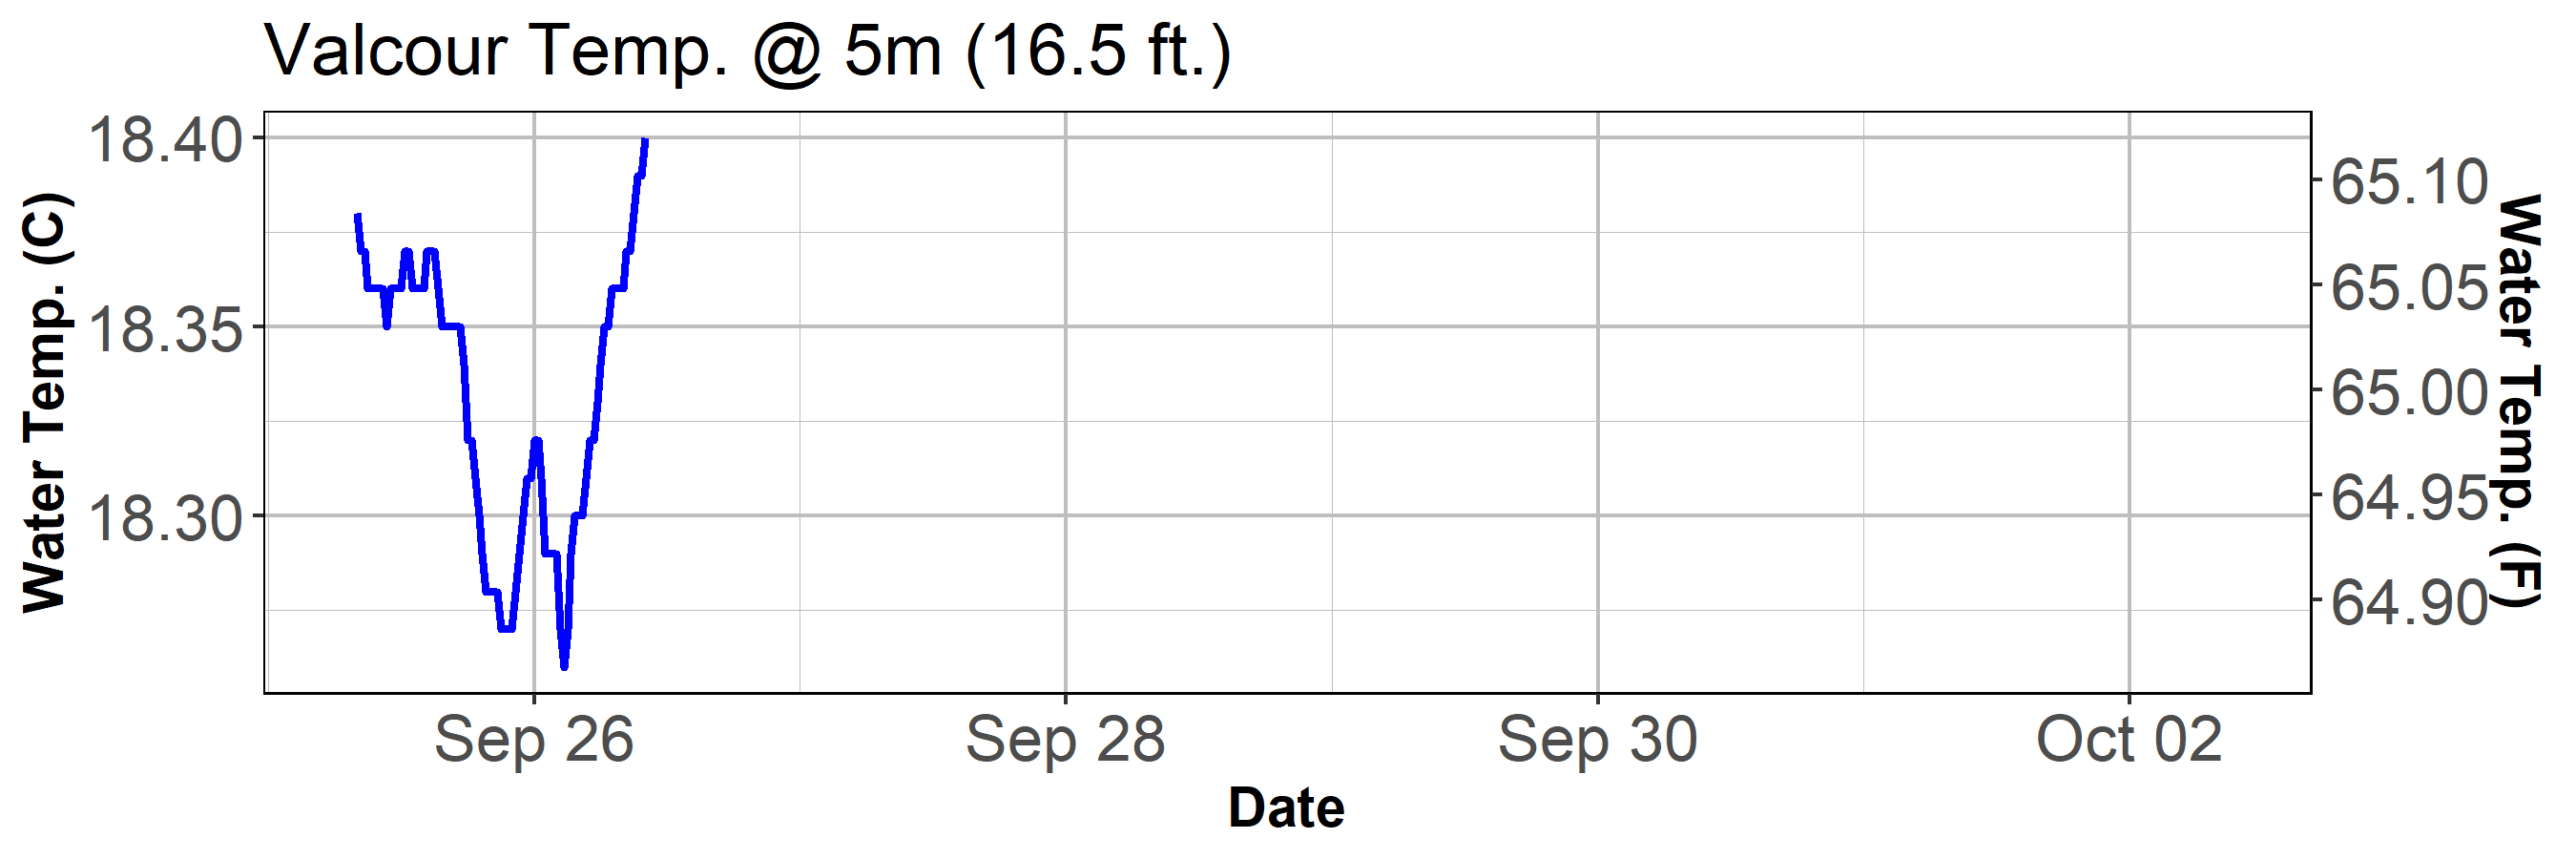 Valcour Temp. @ 5m (16.5 ft.)
Water Temp. (C)
18.40
18.35
18.30
65.10
65.05
65.00
64.95
64.90
Water Temp. (F)
Sep 26
Sep 28
Sep 30
Oct 02
Date